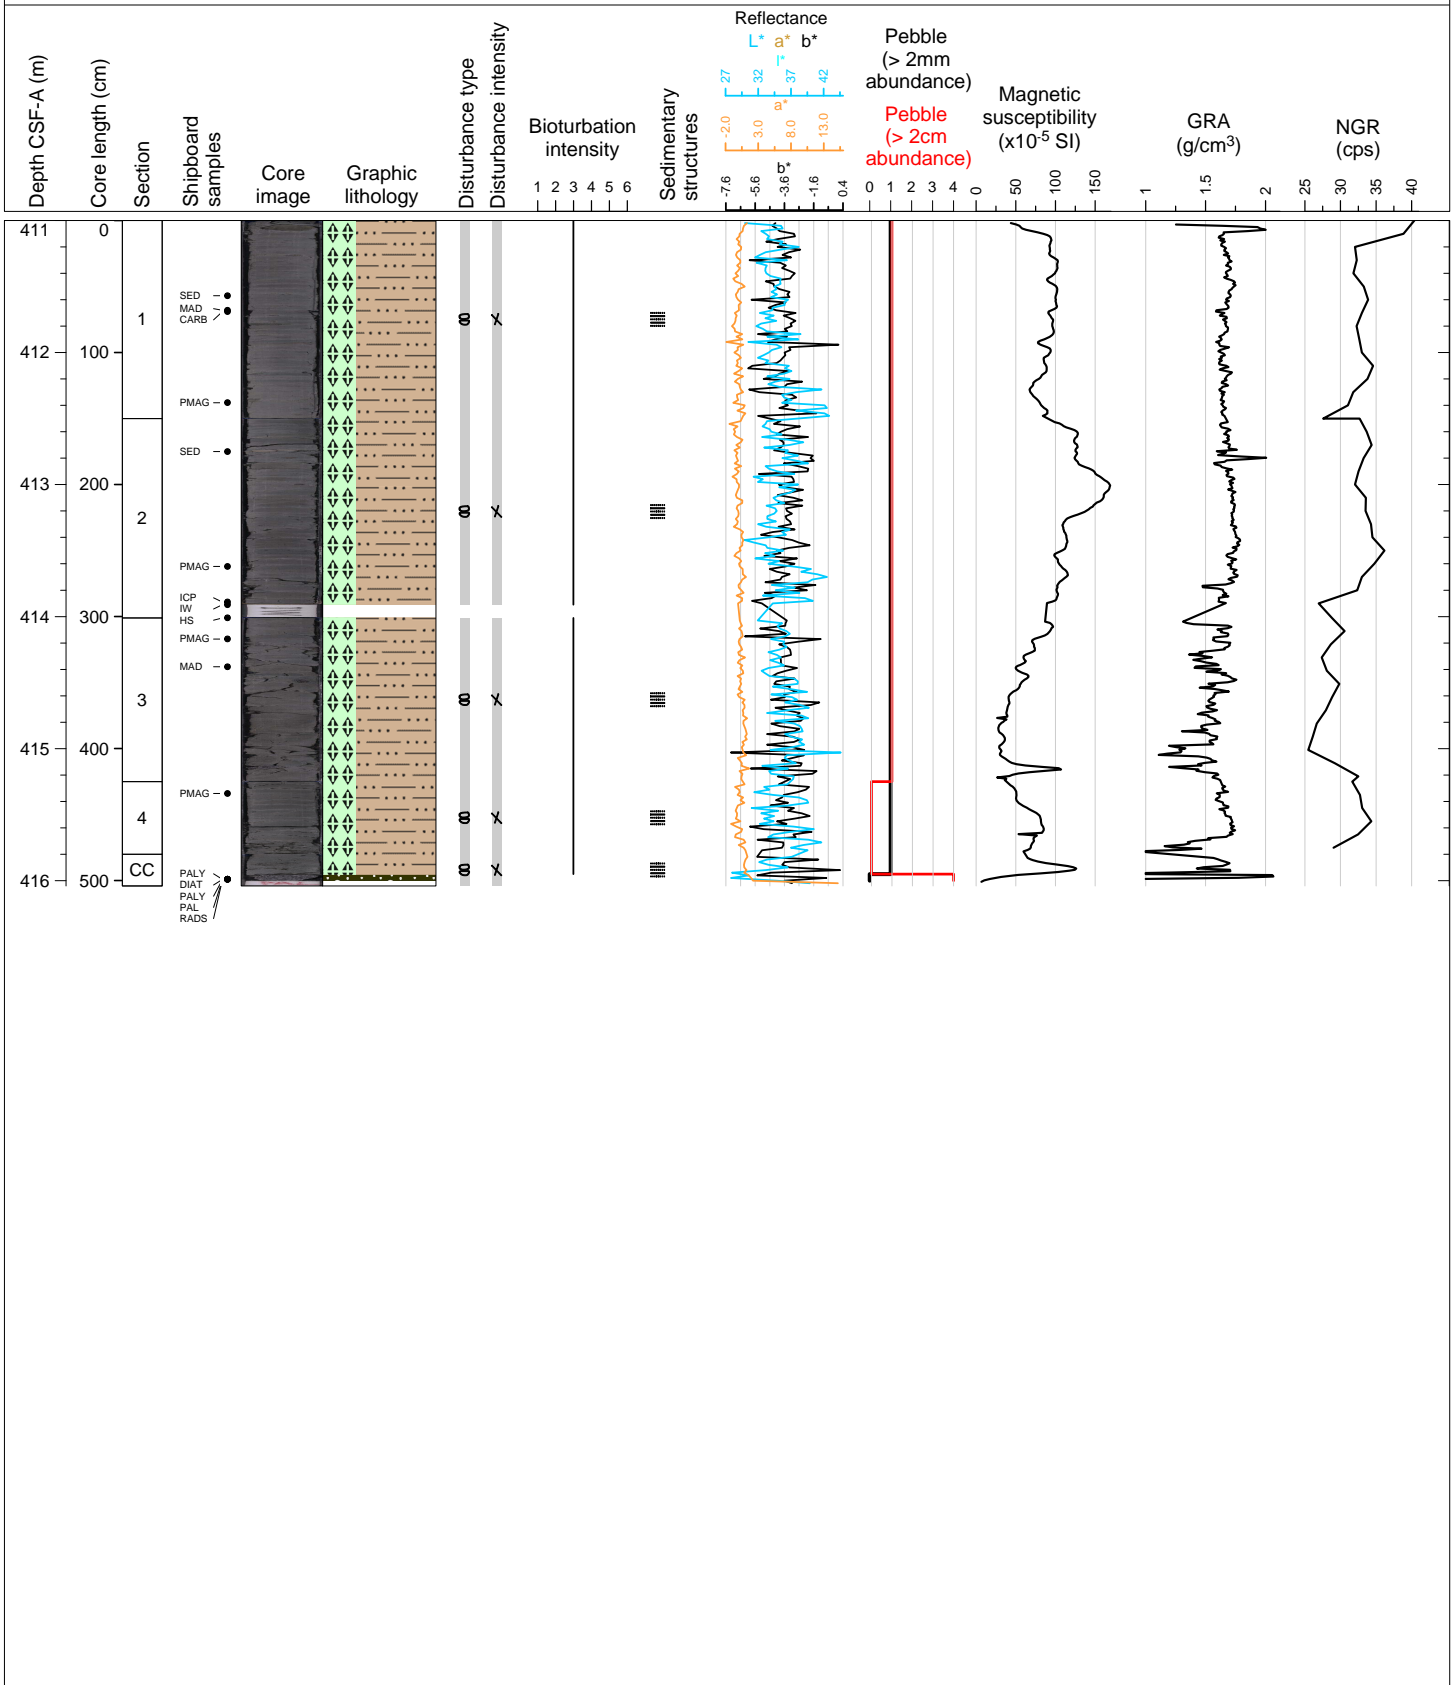 Depth CSF-A (m)
Core length (cm)
Section
Shipboard
samples
Core
image
Graphic
lithology
Disturbance type
Disturbance intensity
Bioturbation
intensity
1 2 3 4 5 6
Sedimentary
structures
Reflectance
L* a* b*
27 32 37 42
a*
-2.0 3.0 8.0 13.0
b*
-7.6 -5.6 -3.6 -1.6 0.4
Pebble
(> 2mm
abundance)
Pebble
(> 2cm
abundance)
0 1 2 3 4
Magnetic
susceptibility
(x10-5 SI)
0 50 100 150
GRA
(g/cm3)
1 1.5 2
NGR
(cps)
25 30 35 40
411 0
SED
MAD
CARB
1
412 100
PMAG
SED
413 200
2
PMAG
ICP
IW
414 300 HS
PMAG
MAD
3
415 400
PMAG
4
CC
PALY
416 500 DIAT
PALY
PAL
RADS